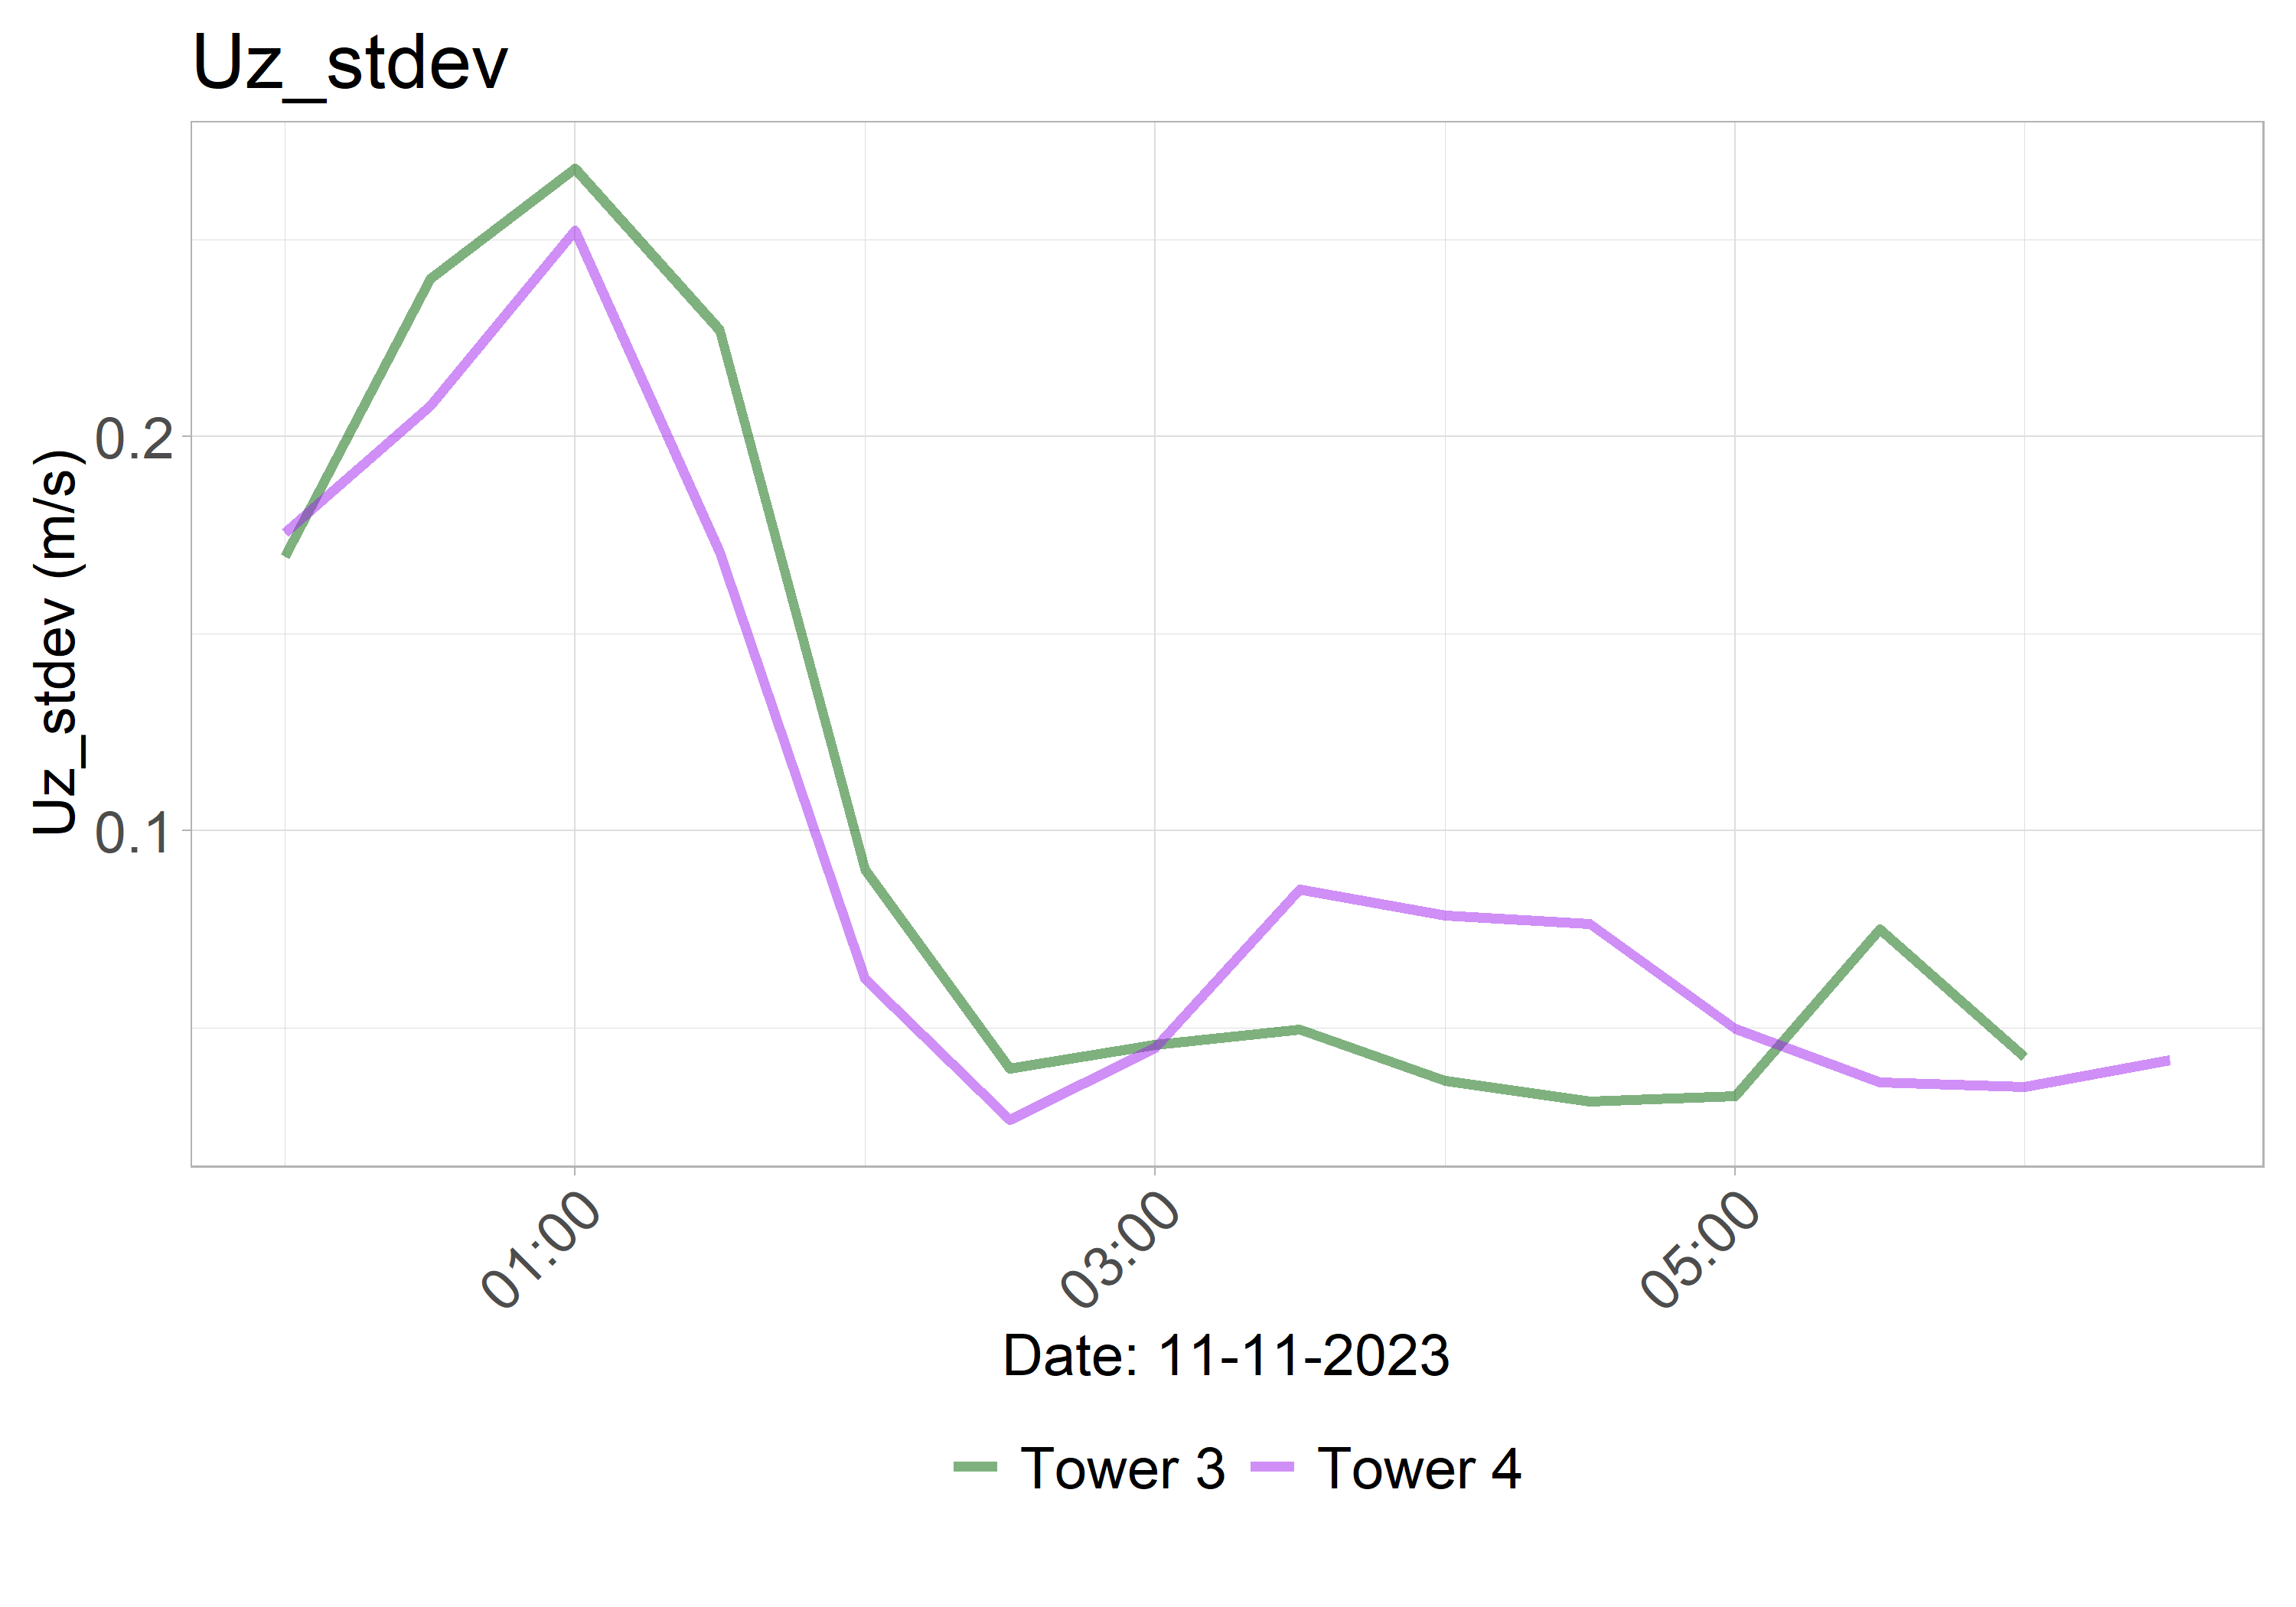 Uz_stdev
Uz_stdev (m/s)
0.2
0.1
01:00
03:00
05:00
Date: 11-11-2023
Tower 3
Tower 4